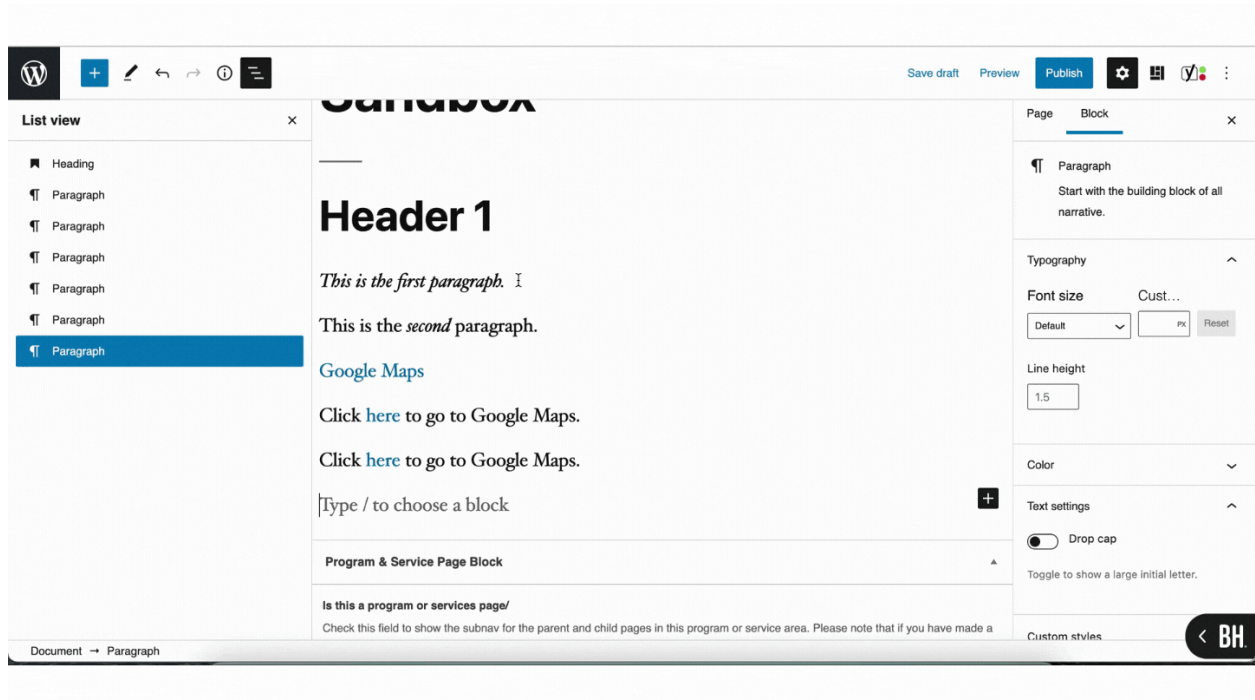 Save draft
Preview
Publish
List view
Sandbox
Page
Block
Heading
Paragraph
Paragraph
Paragraph
Paragraph
Paragraph
Paragraph
Header 1
This is the first paragraph.
This is the second paragraph.
Google Maps
Click here to go to Google Maps.
Click here to go to Google Maps.
Type / to choose a block
Program & Service Page Block
Is this a program or services page/
Check this field to show the subnav for the parent and child pages in this program or service area. Please note that if you have made a
Paragraph
Start with the building block of all
narrative.
Typography
Font size
Cust...
Default
PX
Reset
Line height
1.5
Color
Text settings
Drop cap
Toggle to show a large initial letter.
Custom styles
BH.
Document → Paragraph